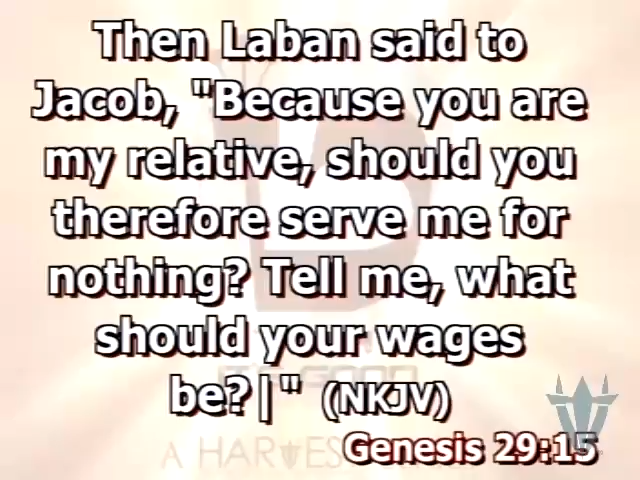 Then Laban said to
Jacob, "Because you are
my relative, should you
therefore serve me for
nothing? Tell me, what
should your wages
be?|" (NKJV)
Genesis 29:15
A HARVES